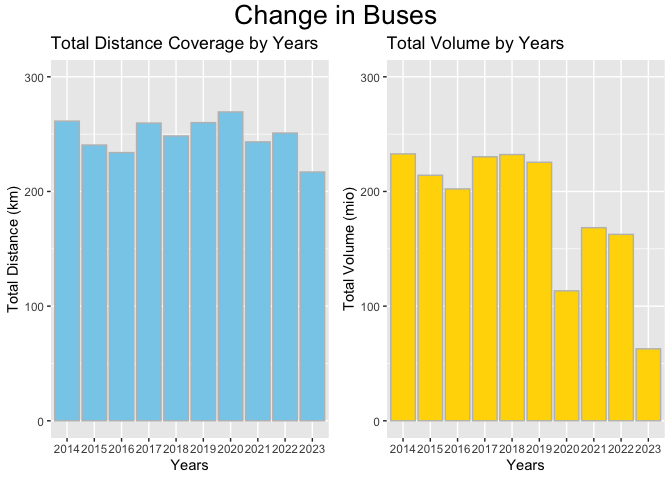 Change in Buses
Total Distance Coverage by Years
Total Distance (km)
300
200
100
0
2014 2015 2016 2017 2018 2019 2020 2021 2022 2023
Years
Total Volume by Years
Total Volume (mio)
300
200
100
0
2014 2015 2016 2017 2018 2019 2020 2021 2022 2023
Years